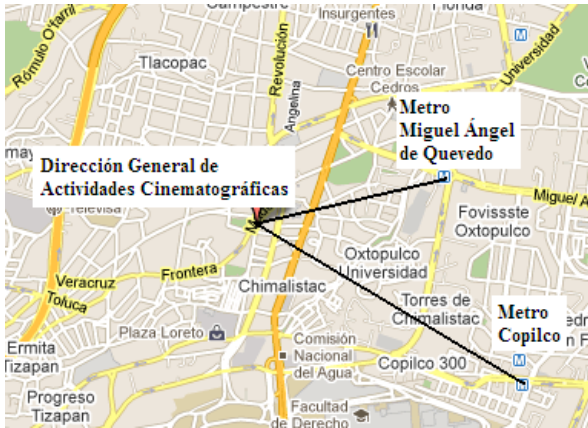 Campestre
Insurgentes
Florida
Rómulo O'farril
Tlacopac
Revolución
Angelina
Universidad
Centro Escolar
Cedros
Metro
Miguel Ángel
de Quevedo
Dirección General de
Actividades Cinematográficas
Televisa
Miguel A
Fovissste
Oxtopulco
Oxtopulco
Universidad
Frontera
Veracruz
Toluca
Chimalistac
Torres de
Chimalistac
Metro
Copilco
Plaza Loreto
Ermita
Tizapan
Comisión
Nacional
del Agua
Copilco 300
Progreso
Tizapan
Facultad
de Derecho